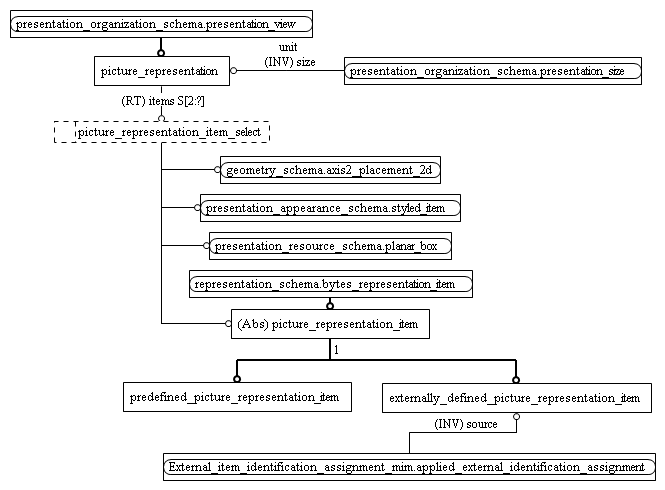 presentation_organization_schema.presentation_view
unit
(INV) size
picture_representation
presentation_organization_schema.presentation_size
(RT) items S[2:?]
picture_representation_item_select
geometry_schema.axis2_placement_2d
presentation_appearance_schema.styled_item
presentation_resource_schema.planar_box
representation_schema.bytes_representation_item
(Abs) picture_representation_item
1
predefined_picture_representation_item
externally_defined_picture_representation_item
(INV) source
External_item_identification_assignment_mim.applied_external_identification_assignment